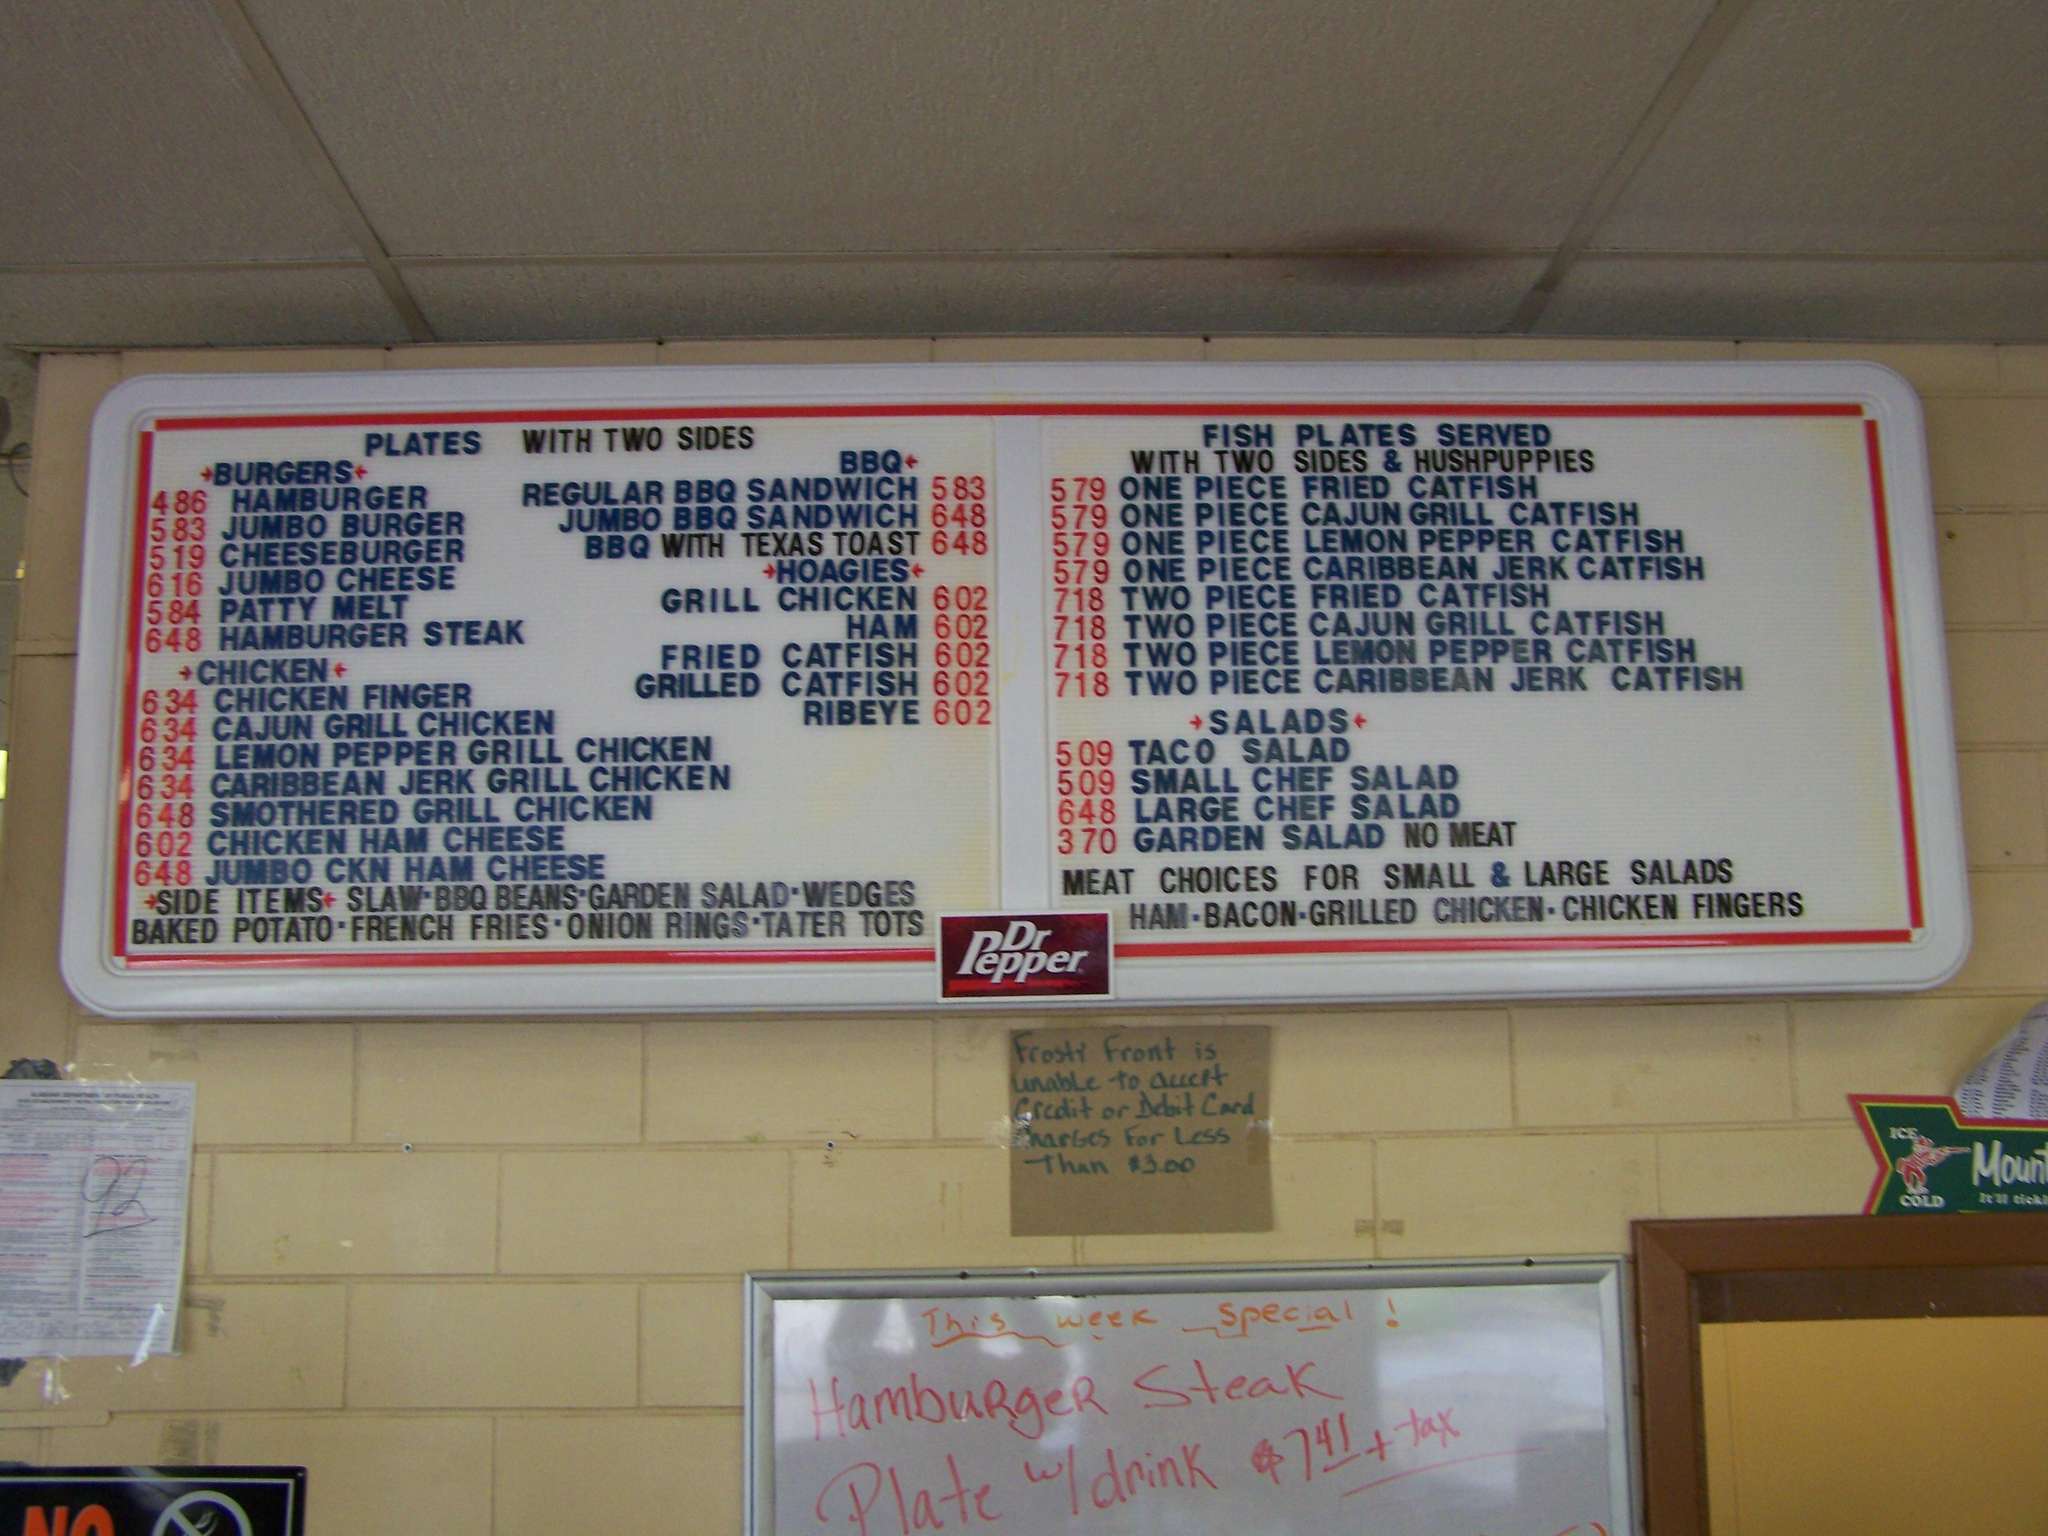 PLATES WITH TWO SIDES
→BURGERS←
486 HAMBURGER
583 JUMBO BURGER
519 CHEESEBURGER
616 JUMBO CHEESE
584 PATTY MELT
648 HAMBURGER STEAK
→CHICKEN←
634 CHICKEN FINGER
634 CAJUN GRILL CHICKEN
634 LEMON PEPPER GRILL CHICKEN
634 CARIBBEAN JERK GRILL CHICKEN
648 SMOTHERED GRILL CHICKEN
602 CHICKEN HAM CHEESE
648 JUMBO CKN HAM CHEESE
BBQ←
REGULAR BBQ SANDWICH 583
JUMBO BBQ SANDWICH 648
BBQ WITH TEXAS TOAST 648
→HOAGIES←
GRILL CHICKEN 602
HAM 602
FRIED CATFISH 602
GRILLED CATFISH 602
RIBEYE 602
→SIDE ITEMS← SLAW·BBQ BEANS·GARDEN SALAD·WEDGES
BAKED POTATO·FRENCH FRIES·ONION RINGS·TATER TOTS
FISH PLATES SERVED
WITH TWO SIDES & HUSHPUPPIES
579 ONE PIECE FRIED CATFISH
579 ONE PIECE CAJUN GRILL CATFISH
579 ONE PIECE LEMON PEPPER CATFISH
579 ONE PIECE CARIBBEAN JERK CATFISH
718 TWO PIECE FRIED CATFISH
718 TWO PIECE CAJUN GRILL CATFISH
718 TWO PIECE LEMON PEPPER CATFISH
718 TWO PIECE CARIBBEAN JERK CATFISH
→SALADS←
509 TACO SALAD
509 SMALL CHEF SALAD
648 LARGE CHEF SALAD
370 GARDEN SALAD NO MEAT
MEAT CHOICES FOR SMALL & LARGE SALADS
HAM·BACON·GRILLED CHICKEN·CHICKEN FINGERS
Dr
Pepper
Frosty Front is
unable to accept
Credit or Debit Card
Charges For Less
Than $3.00
92
ICE
COLD
Mount
It'll tickl
This week Special!
Hamburger Steak
Plate w/drink $7.41 + tax
NO